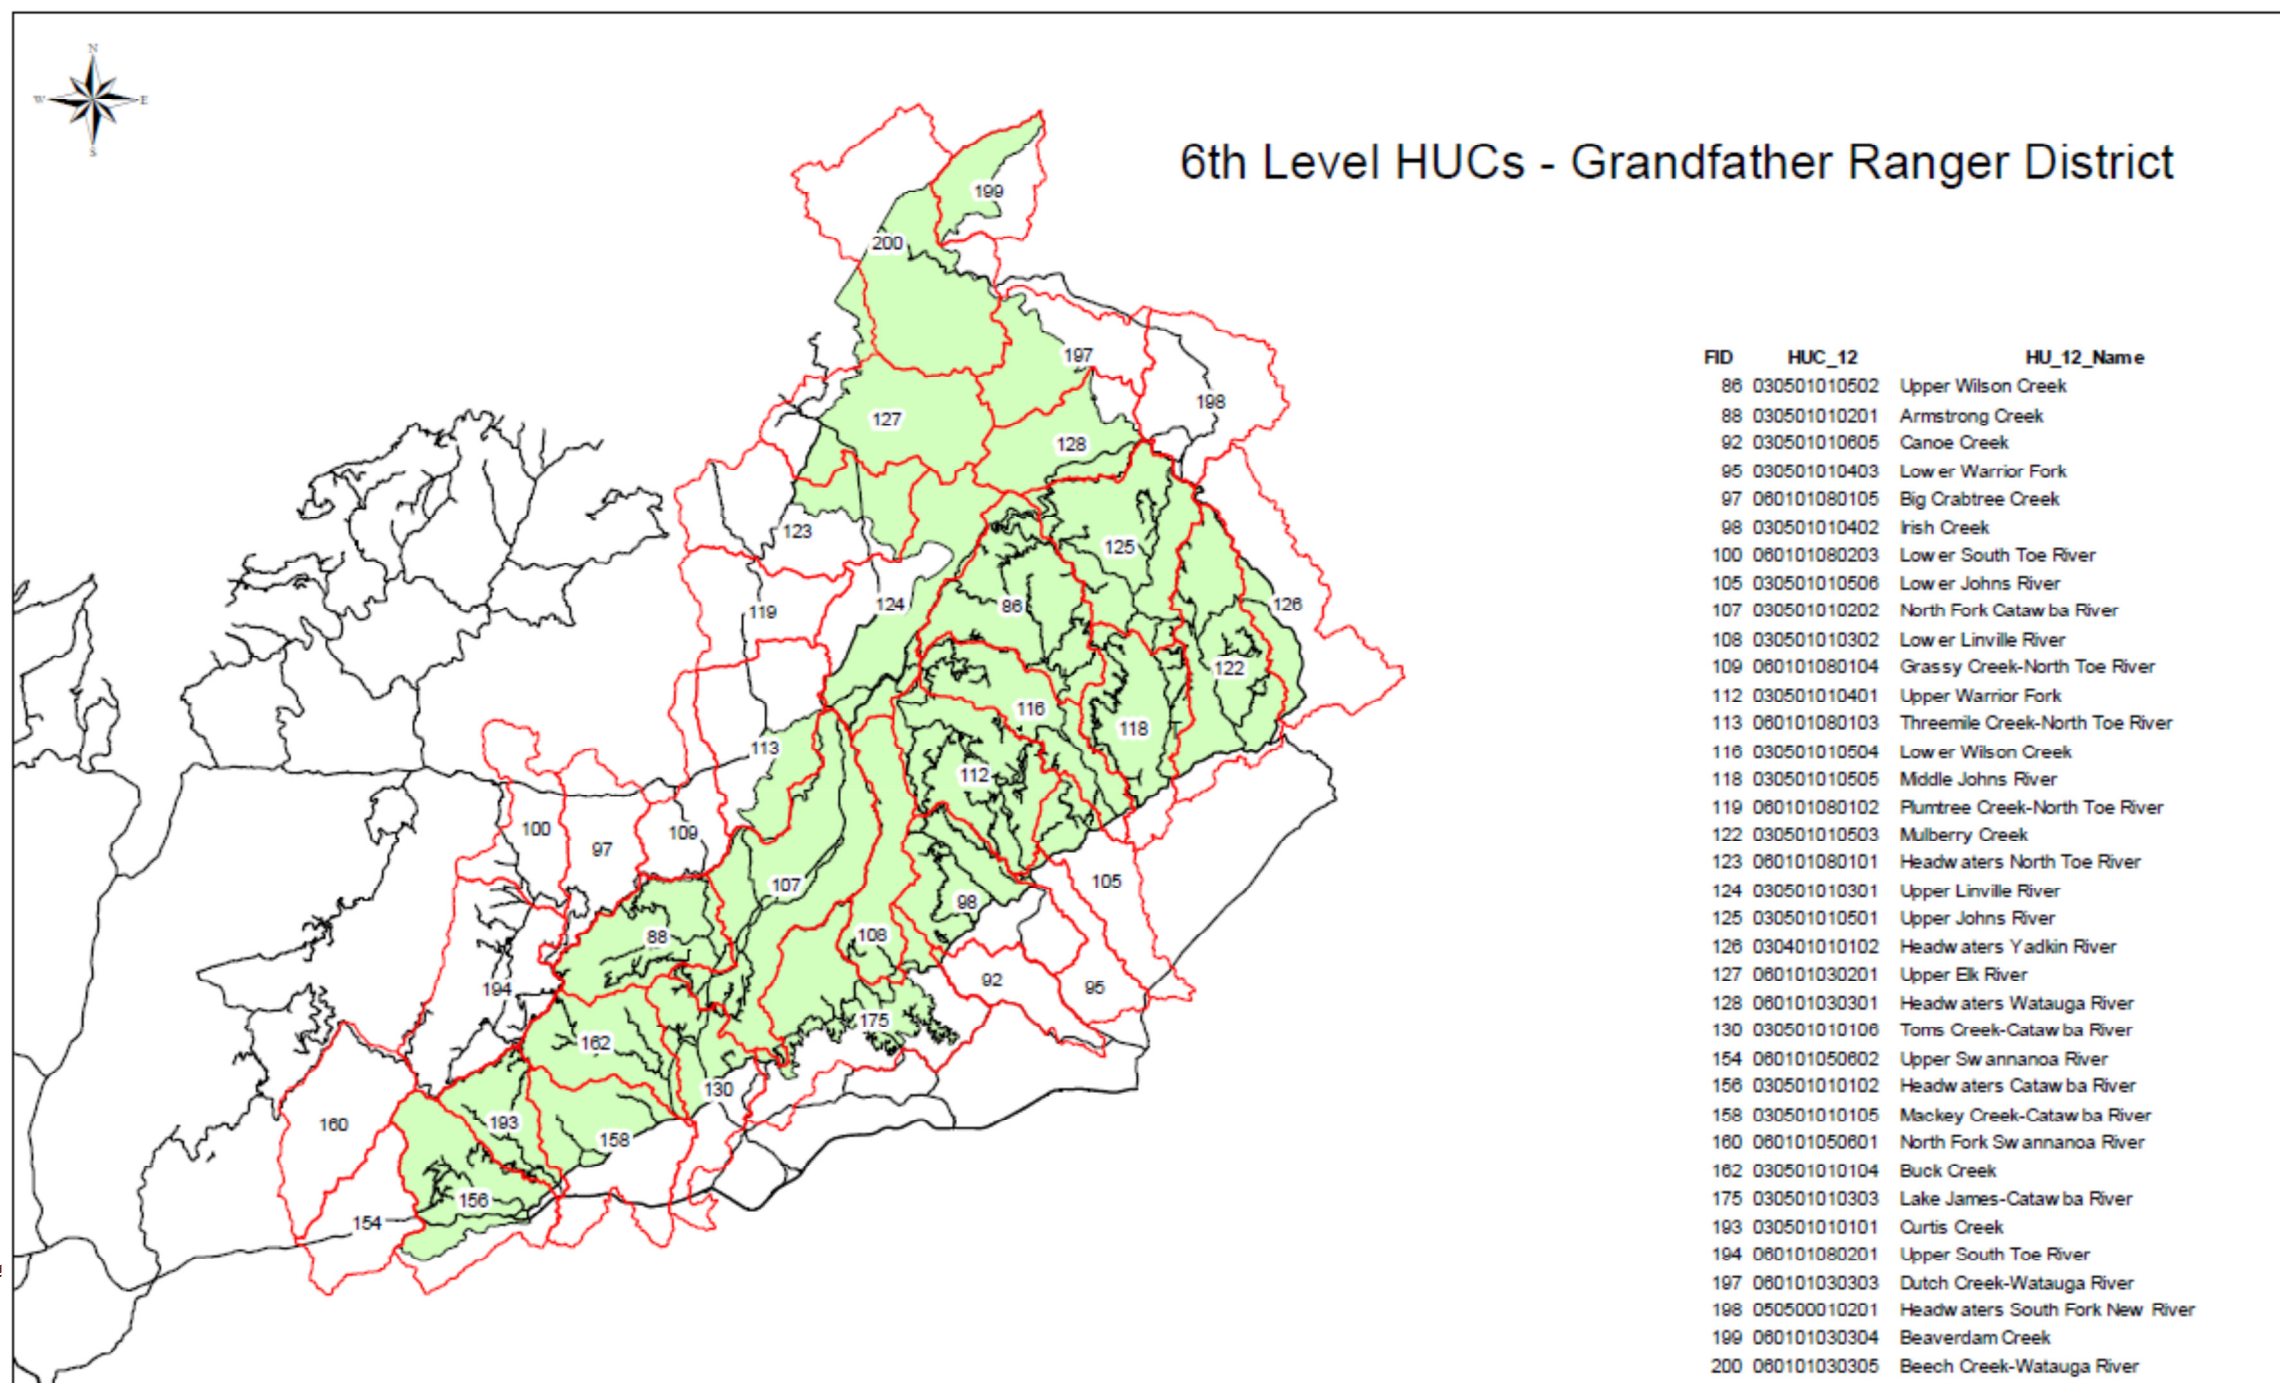 N
W E
S
6th Level HUCs - Grandfather Ranger District
199
200
197
198
127
128
123
125
119
124
86
126
122
116
118
113
112
100
97
109
107
105
98
88
108
92
95
194
175
162
130
160
193
158
156
154
FID HUC_12 HU_12_Name
86 030501010502 Upper Wilson Creek
88 030501010201 Armstrong Creek
92 030501010605 Canoe Creek
95 030501010403 Lower Warrior Fork
97 060101080105 Big Crabtree Creek
98 030501010402 Irish Creek
100 060101080203 Lower South Toe River
105 030501010506 Lower Johns River
107 030501010202 North Fork Catawba River
108 030501010302 Lower Linville River
109 060101080104 Grassy Creek-North Toe River
112 030501010401 Upper Warrior Fork
113 060101080103 Threemile Creek-North Toe River
116 030501010504 Lower Wilson Creek
118 030501010505 Middle Johns River
119 060101080102 Plumtree Creek-North Toe River
122 030501010503 Mulberry Creek
123 060101080101 Headwaters North Toe River
124 030501010301 Upper Linville River
125 030501010501 Upper Johns River
126 030401010102 Headwaters Yadkin River
127 060101030201 Upper Elk River
128 060101030301 Headwaters Watauga River
130 030501010106 Toms Creek-Catawba River
154 060101050602 Upper Swannanoa River
156 030501010102 Headwaters Catawba River
158 030501010105 Mackey Creek-Catawba River
160 060101050601 North Fork Swannanoa River
162 030501010104 Buck Creek
175 030501010303 Lake James-Catawba River
193 030501010101 Curtis Creek
194 060101080201 Upper South Toe River
197 060101030303 Dutch Creek-Watauga River
198 050500010201 Headwaters South Fork New River
199 060101030304 Beaverdam Creek
200 060101030305 Beech Creek-Watauga River